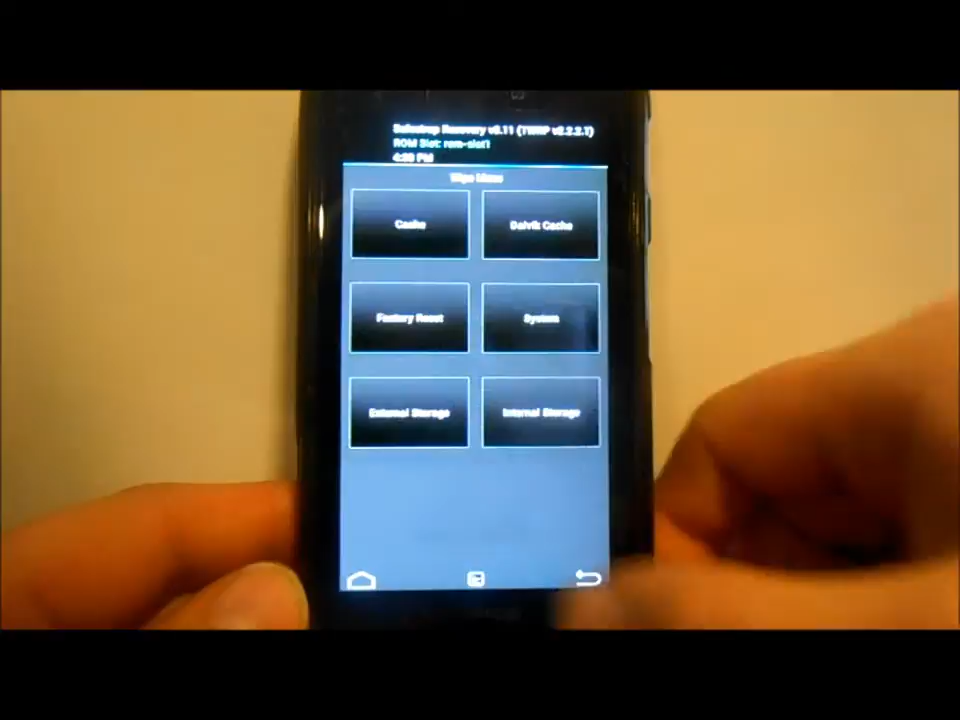 Safestrap Recovery v3.11 (TWRP v2.2.2.1)
ROM Slot: rom-slot1
PM
Wipe Menu
Cache
Dalvik Cache
Factory Reset
System
External Storage
Internal Storage